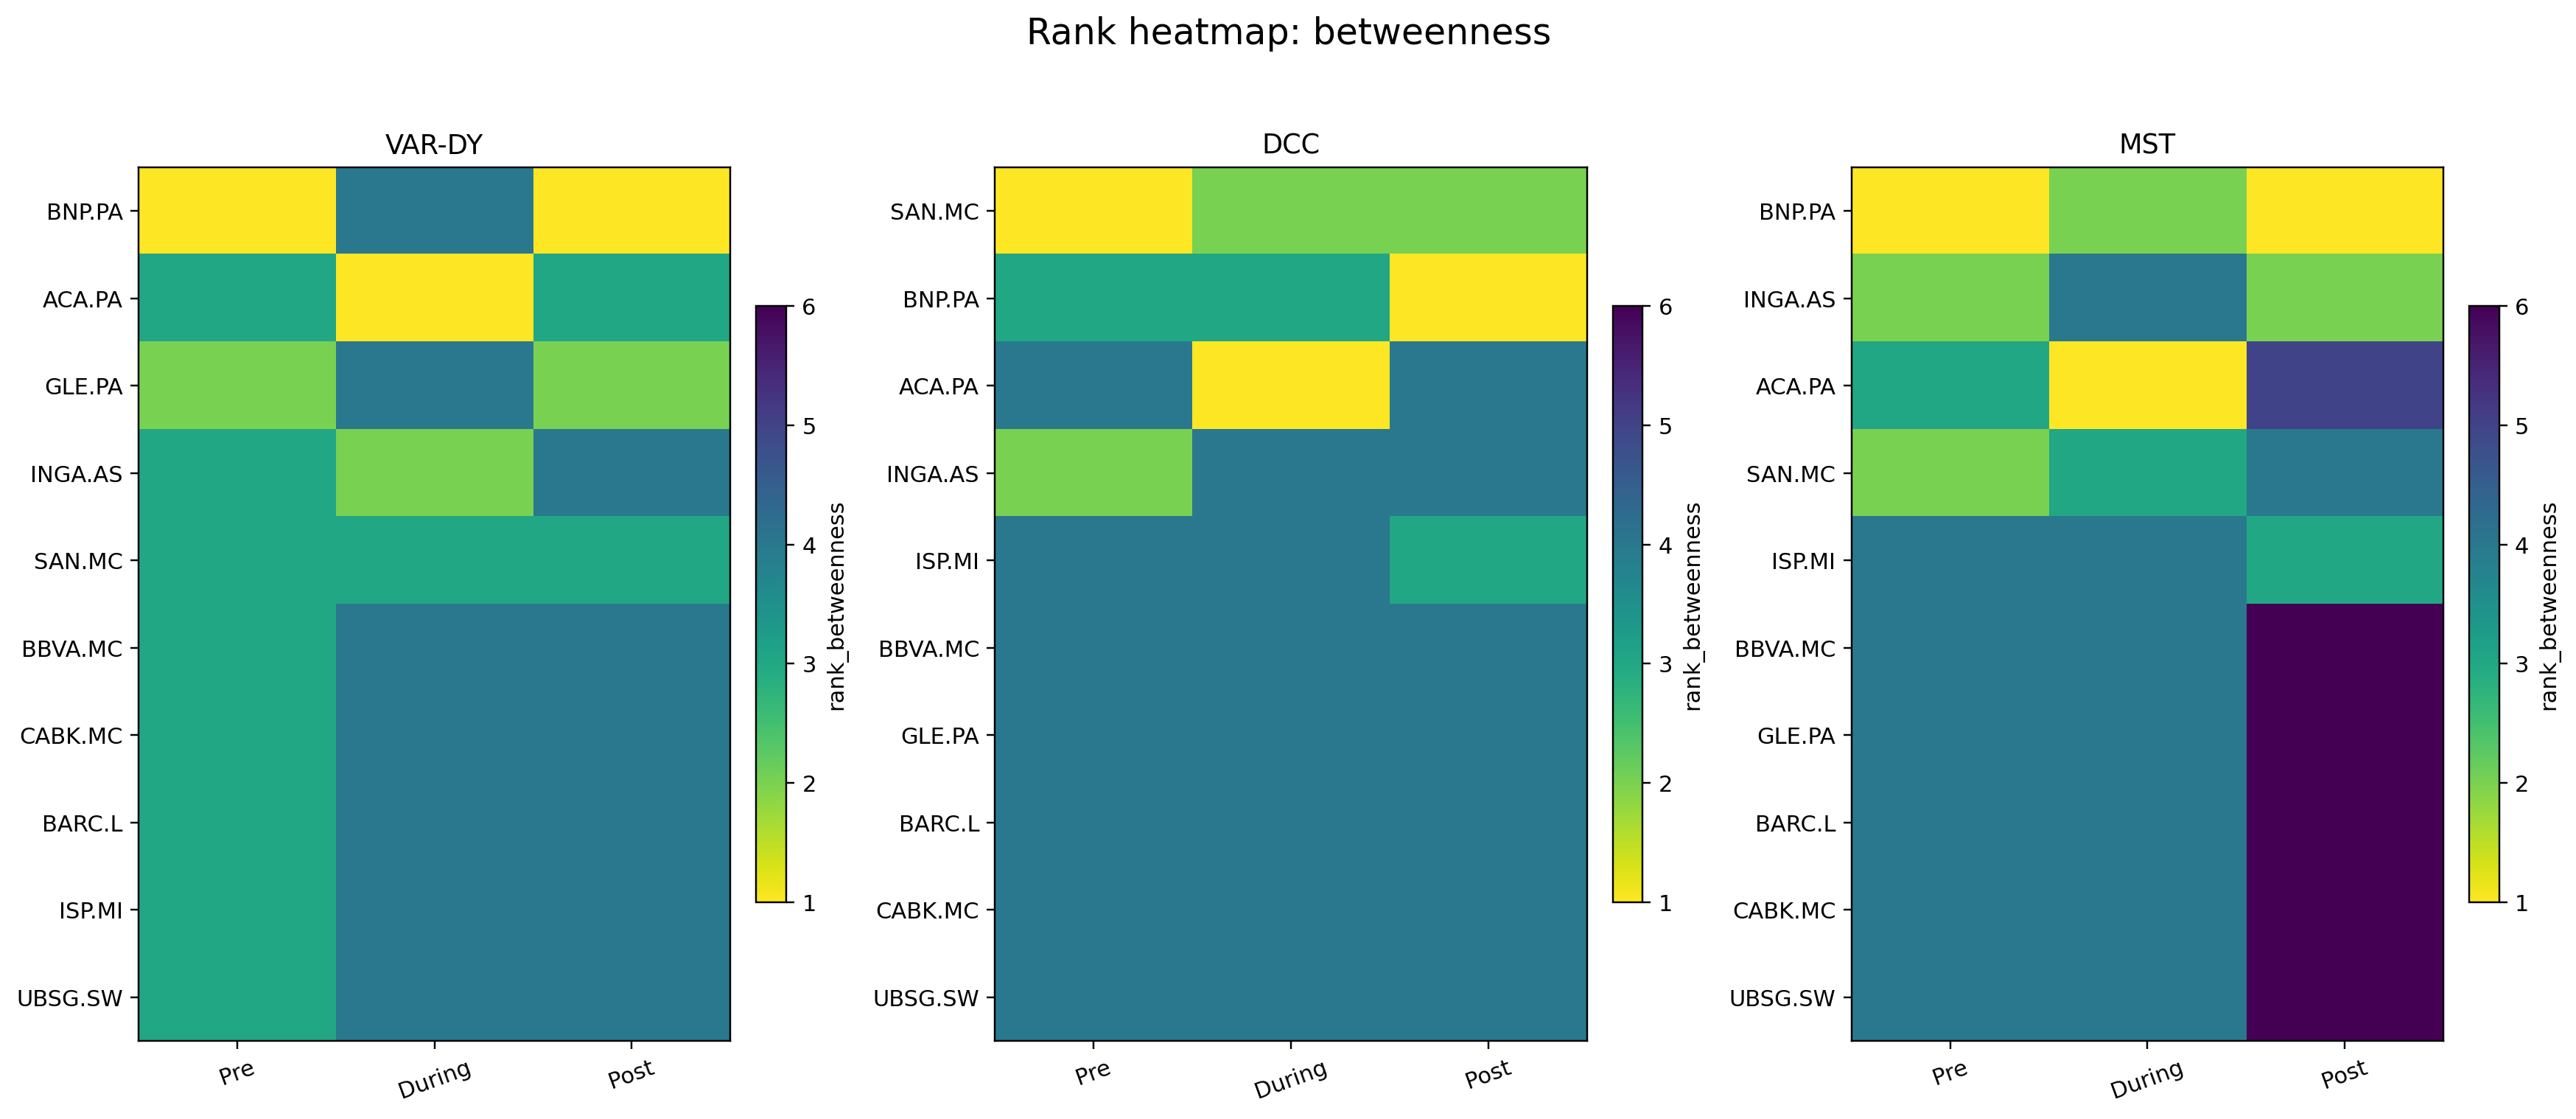 Rank heatmap: betweenness
VAR-DY
BNP.PA
ACA.PA
GLE.PA
INGA.AS
SAN.MC
BBVA.MC
CABK.MC
BARC.L
ISP.MI
UBSG.SW
Pre
During
Post
6
5
4
3
2
1
rank_betweenness
DCC
SAN.MC
BNP.PA
ACA.PA
INGA.AS
ISP.MI
BBVA.MC
GLE.PA
BARC.L
CABK.MC
UBSG.SW
Pre
During
Post
6
5
4
3
2
1
rank_betweenness
MST
BNP.PA
INGA.AS
ACA.PA
SAN.MC
ISP.MI
BBVA.MC
GLE.PA
BARC.L
CABK.MC
UBSG.SW
Pre
During
Post
6
5
4
3
2
1
rank_betweenness